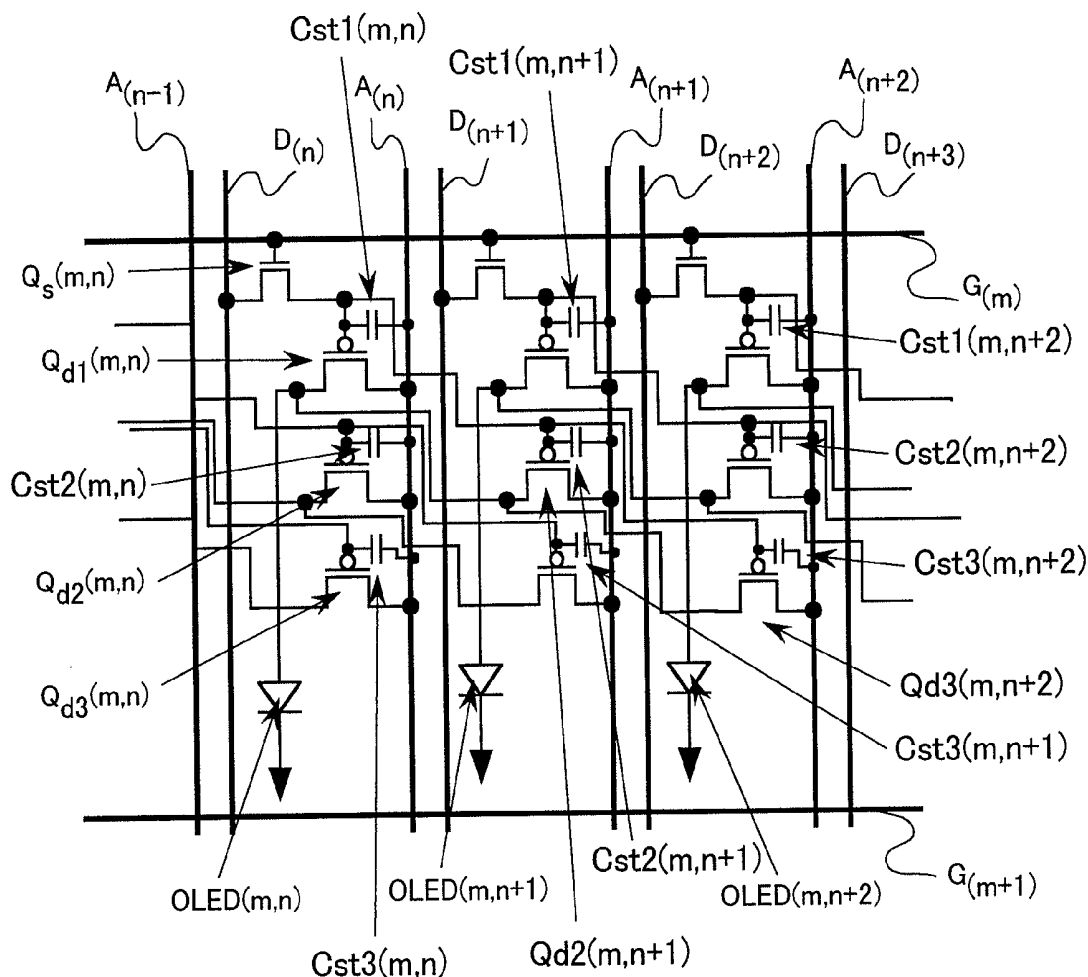 Cst1(m,n)
Cst1(m,n+1)
A(n-1)
A(n)
A(n+1)
A(n+2)
D(n)
D(n+1)
D(n+2)
D(n+3)
Qs(m,n)
G(m)
Qd1(m,n)
Cst1(m,n+2)
Cst2(m,n)
Cst2(m,n+2)
Qd2(m,n)
Cst3(m,n+2)
Qd3(m,n)
Qd3(m,n+2)
Cst3(m,n+1)
Cst2(m,n+1)
OLED(m,n)
OLED(m,n+1)
OLED(m,n+2)
G(m+1)
Cst3(m,n)
Qd2(m,n+1)